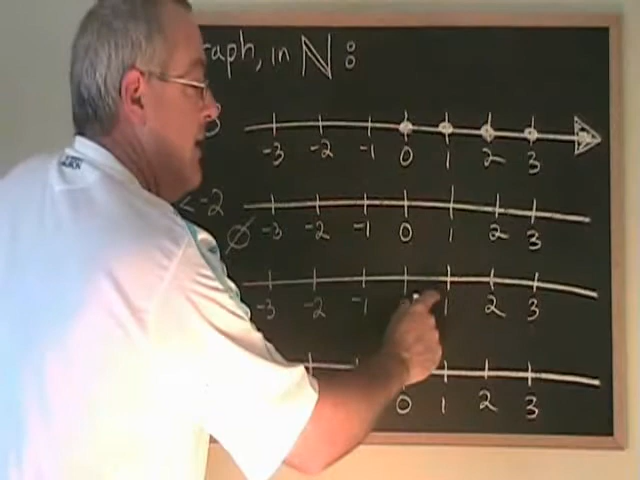 raph, in ℕ:
-3 -2 -1 0 1 2 3
< -2
∅ -3 -2 -1 0 1 2 3
-3 -2 -1 1 2 3
0 1 2 3